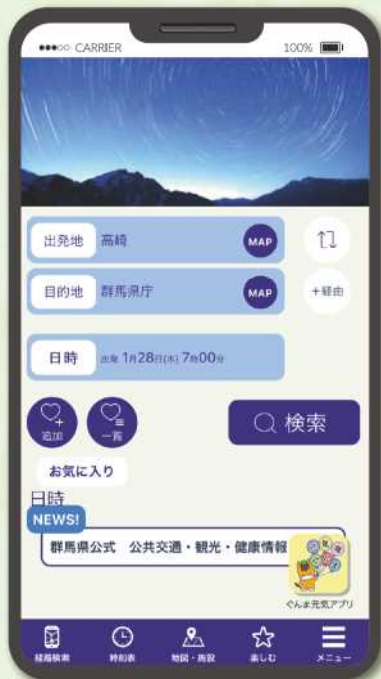 CARRIER 100%
出発地 高崎 MAP
目的地 群馬県庁 MAP +経由
日時 出発 1月28日(水) 7時00分
追加 一覧 検索
お気に入り
日時
NEWS!
群馬県公式 公共交通・観光・健康情報
ぐんま元気アプリ
経路検索 時刻表 地図・施設 楽しむ メニュー